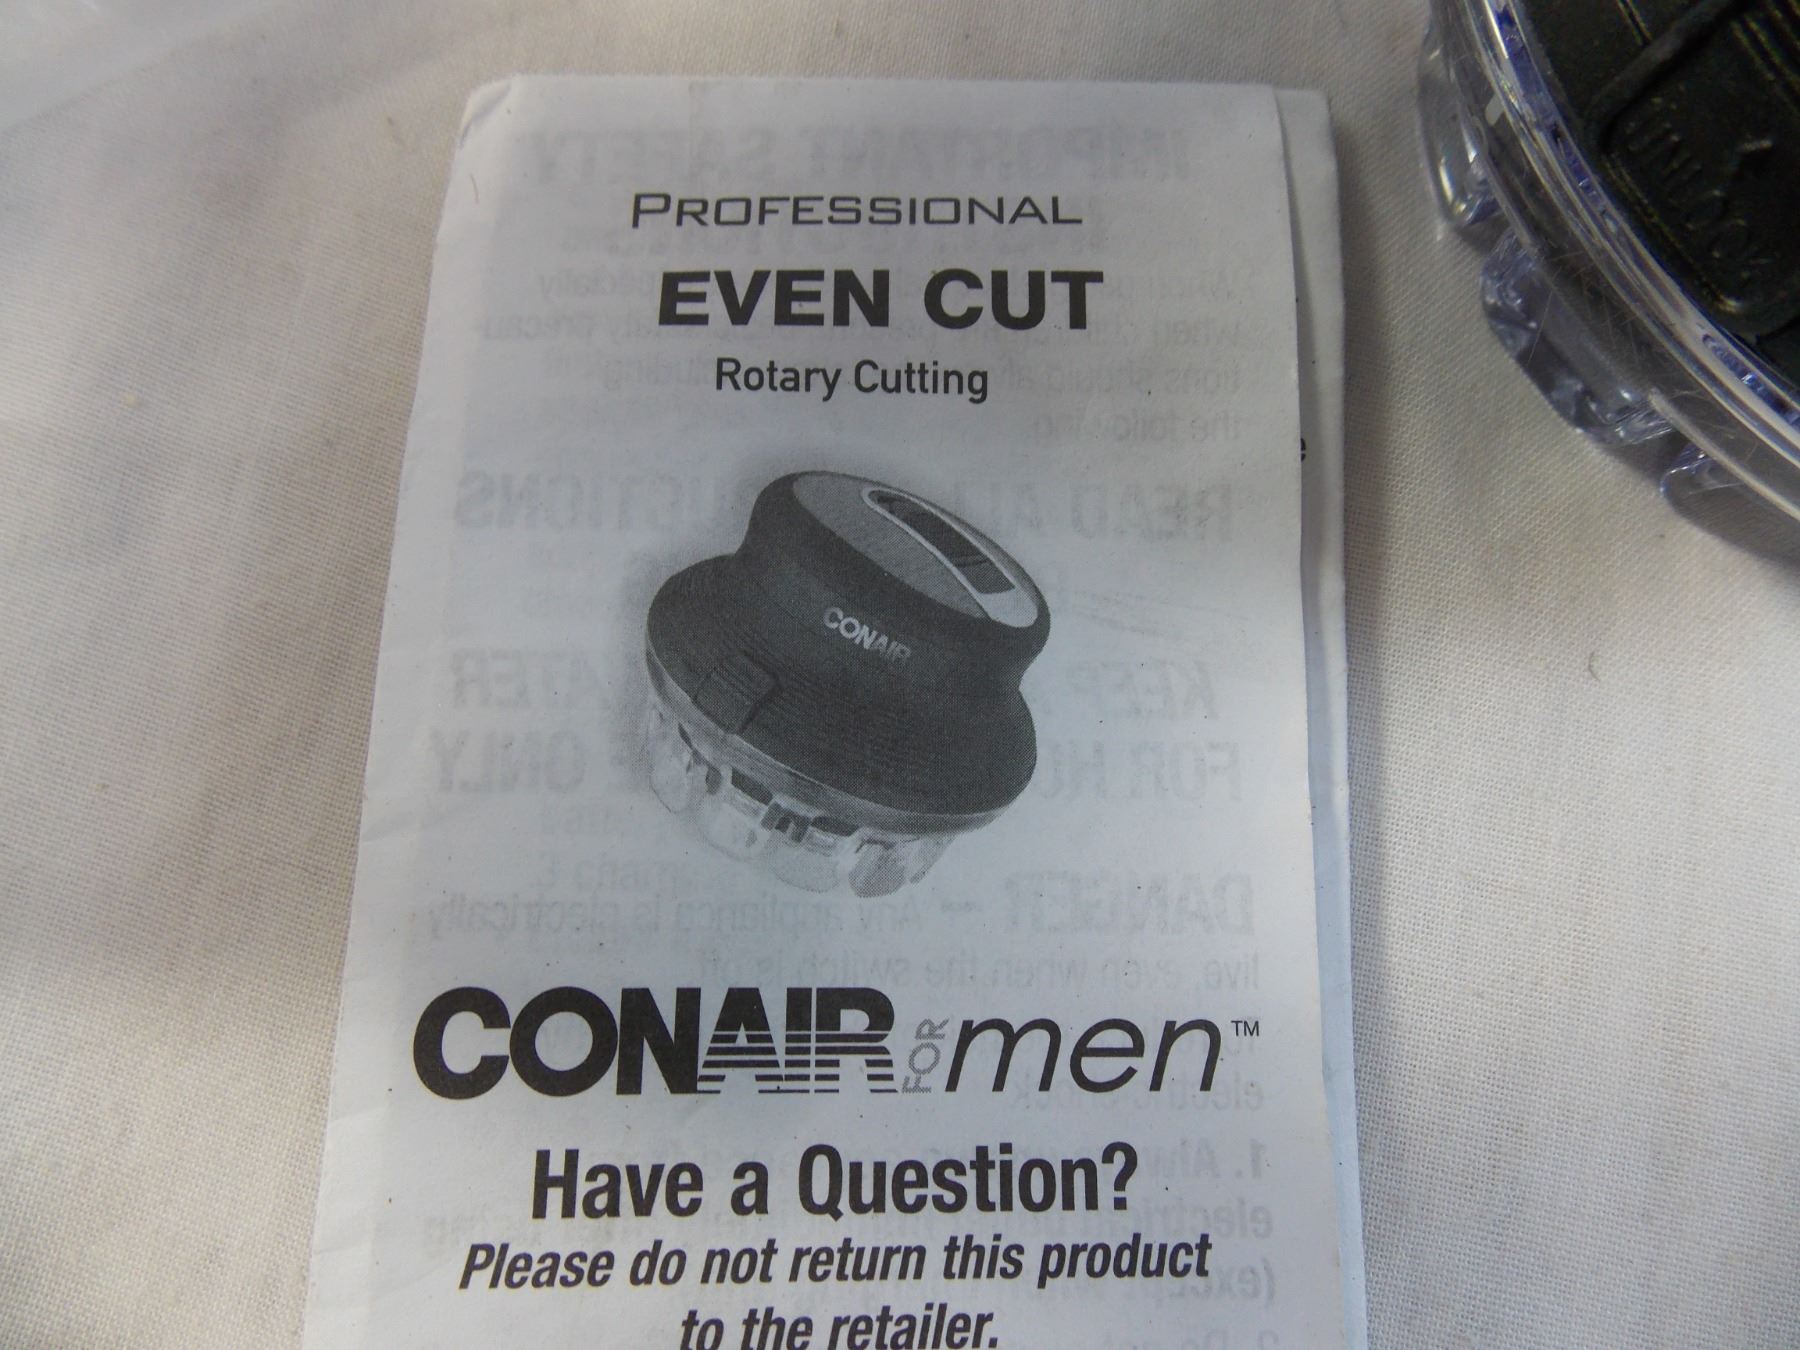 PROFESSIONAL
EVEN CUT
Rotary Cutting
CONAIR
CONAIR FOR men™
Have a Question?
Please do not return this product
to the retailer.
UNLOCK